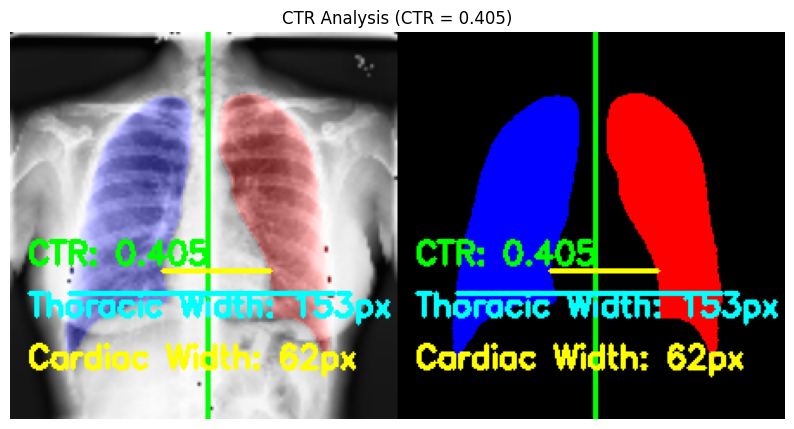 CTR Analysis (CTR = 0.405)
CTR: 0.405
Thoracic Width: 153px
Cardiac Width: 62px
CTR: 0.405
Thoracic Width: 153px
Cardiac Width: 62px